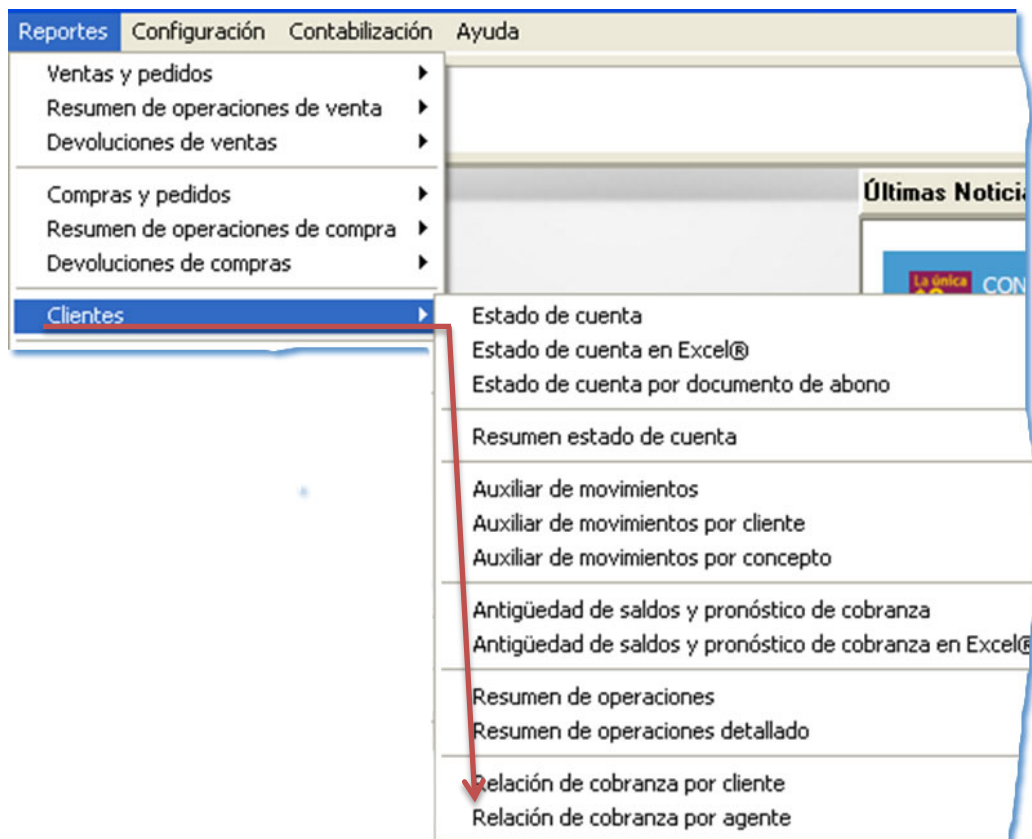 Reportes Configuración Contabilización Ayuda
Ventas y pedidos
Resumen de operaciones de venta
Devoluciones de ventas
Compras y pedidos
Resumen de operaciones de compra
Devoluciones de compras
Últimas Notici
La única
CON
Clientes
Estado de cuenta
Estado de cuenta en Excel®
Estado de cuenta por documento de abono
Resumen estado de cuenta
Auxiliar de movimientos
Auxiliar de movimientos por cliente
Auxiliar de movimientos por concepto
Antigüedad de saldos y pronóstico de cobranza
Antigüedad de saldos y pronóstico de cobranza en Excel®
Resumen de operaciones
Resumen de operaciones detallado
Relación de cobranza por cliente
Relación de cobranza por agente